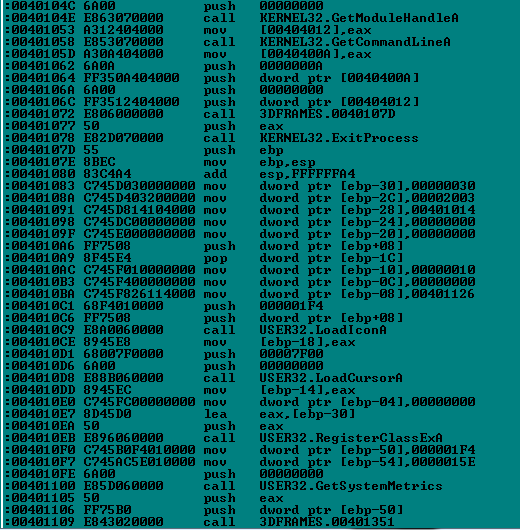 :0040104C 6A00 push 00000000
:0040104E E863070000 call KERNEL32.GetModuleHandleA
:00401053 A312404000 mov [00404012],eax
:00401058 E853070000 call KERNEL32.GetCommandLineA
:0040105D A30A404000 mov [0040400A],eax
:00401062 6A0A push 0000000A
:00401064 FF350A404000 push dword ptr [0040400A]
:0040106A 6A00 push 00000000
:0040106C FF3512404000 push dword ptr [00404012]
:00401072 E806000000 call 3DFRAMES.0040107D
:00401077 50 push eax
:00401078 E82D070000 call KERNEL32.ExitProcess
:0040107D 55 push ebp
:0040107E 8BEC mov ebp,esp
:00401080 83C4A4 add esp,FFFFFFA4
:00401083 C745D030000000 mov dword ptr [ebp-30],00000030
:0040108A C745D403200000 mov dword ptr [ebp-2C],00002003
:00401091 C745D814104000 mov dword ptr [ebp-28],00401014
:00401098 C745DC00000000 mov dword ptr [ebp-24],00000000
:0040109F C745E000000000 mov dword ptr [ebp-20],00000000
:004010A6 FF7508 push dword ptr [ebp+08]
:004010A9 8F45E4 pop dword ptr [ebp-1C]
:004010AC C745F010000000 mov dword ptr [ebp-10],00000010
:004010B3 C745F400000000 mov dword ptr [ebp-0C],00000000
:004010BA C745F826114000 mov dword ptr [ebp-08],00401126
:004010C1 68F4010000 push 000001F4
:004010C6 FF7508 push dword ptr [ebp+08]
:004010C9 E8A0060000 call USER32.LoadIconA
:004010CE 8945E8 mov [ebp-18],eax
:004010D1 68007F0000 push 00007F00
:004010D6 6A00 push 00000000
:004010D8 E88B060000 call USER32.LoadCursorA
:004010DD 8945EC mov [ebp-14],eax
:004010E0 C745FC00000000 mov dword ptr [ebp-04],00000000
:004010E7 8D45D0 lea eax,[ebp-30]
:004010EA 50 push eax
:004010EB E896060000 call USER32.RegisterClassExA
:004010F0 C745B0F4010000 mov dword ptr [ebp-50],000001F4
:004010F7 C745AC5E010000 mov dword ptr [ebp-54],0000015E
:004010FE 6A00 push 00000000
:00401100 E85D060000 call USER32.GetSystemMetrics
:00401105 50 push eax
:00401106 FF75B0 push dword ptr [ebp-50]
:00401109 E843020000 call 3DFRAMES.00401351